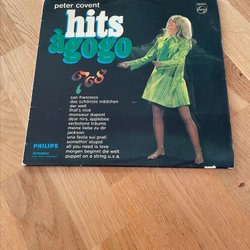 peter covent
hits
àgogo
67/68
san francisco
das schönste mädchen
der welt
that's nice
monsieur dupont
dear mrs. applebee
verbotene träume
meine liebe zu dir
jackson
una festa sui prati
somethin' stupid
all you need is love
morgen beginnt die welt
puppet on a string u.v.a.
PHILIPS
STEREO